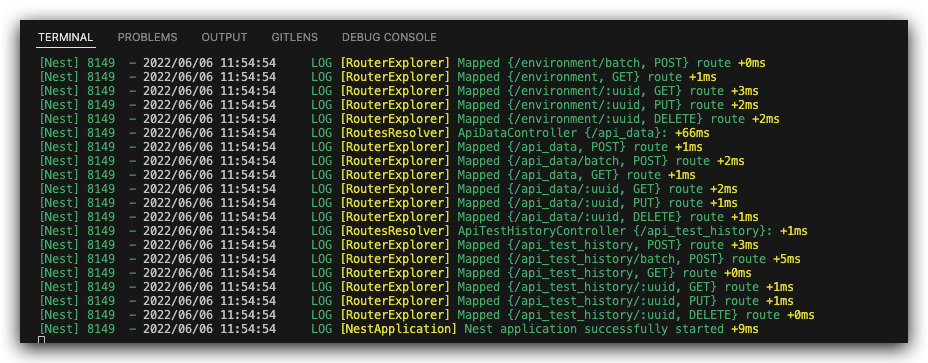 TERMINAL PROBLEMS OUTPUT GITLENS DEBUG CONSOLE
[Nest] 8149  - 2022/06/06 11:54:54     LOG [RouterExplorer] Mapped {/environment/batch, POST} route +0ms
[Nest] 8149  - 2022/06/06 11:54:54     LOG [RouterExplorer] Mapped {/environment, GET} route +1ms
[Nest] 8149  - 2022/06/06 11:54:54     LOG [RouterExplorer] Mapped {/environment/:uuid, GET} route +3ms
[Nest] 8149  - 2022/06/06 11:54:54     LOG [RouterExplorer] Mapped {/environment/:uuid, PUT} route +2ms
[Nest] 8149  - 2022/06/06 11:54:54     LOG [RouterExplorer] Mapped {/environment/:uuid, DELETE} route +2ms
[Nest] 8149  - 2022/06/06 11:54:54     LOG [RoutesResolver] ApiDataController {/api_data}: +66ms
[Nest] 8149  - 2022/06/06 11:54:54     LOG [RouterExplorer] Mapped {/api_data, POST} route +1ms
[Nest] 8149  - 2022/06/06 11:54:54     LOG [RouterExplorer] Mapped {/api_data/batch, POST} route +2ms
[Nest] 8149  - 2022/06/06 11:54:54     LOG [RouterExplorer] Mapped {/api_data, GET} route +1ms
[Nest] 8149  - 2022/06/06 11:54:54     LOG [RouterExplorer] Mapped {/api_data/:uuid, GET} route +2ms
[Nest] 8149  - 2022/06/06 11:54:54     LOG [RouterExplorer] Mapped {/api_data/:uuid, PUT} route +1ms
[Nest] 8149  - 2022/06/06 11:54:54     LOG [RouterExplorer] Mapped {/api_data/:uuid, DELETE} route +1ms
[Nest] 8149  - 2022/06/06 11:54:54     LOG [RoutesResolver] ApiTestHistoryController {/api_test_history}: +1ms
[Nest] 8149  - 2022/06/06 11:54:54     LOG [RouterExplorer] Mapped {/api_test_history, POST} route +3ms
[Nest] 8149  - 2022/06/06 11:54:54     LOG [RouterExplorer] Mapped {/api_test_history/batch, POST} route +5ms
[Nest] 8149  - 2022/06/06 11:54:54     LOG [RouterExplorer] Mapped {/api_test_history, GET} route +0ms
[Nest] 8149  - 2022/06/06 11:54:54     LOG [RouterExplorer] Mapped {/api_test_history/:uuid, GET} route +1ms
[Nest] 8149  - 2022/06/06 11:54:54     LOG [RouterExplorer] Mapped {/api_test_history/:uuid, PUT} route +1ms
[Nest] 8149  - 2022/06/06 11:54:54     LOG [RouterExplorer] Mapped {/api_test_history/:uuid, DELETE} route +0ms
[Nest] 8149  - 2022/06/06 11:54:54     LOG [NestApplication] Nest application successfully started +9ms